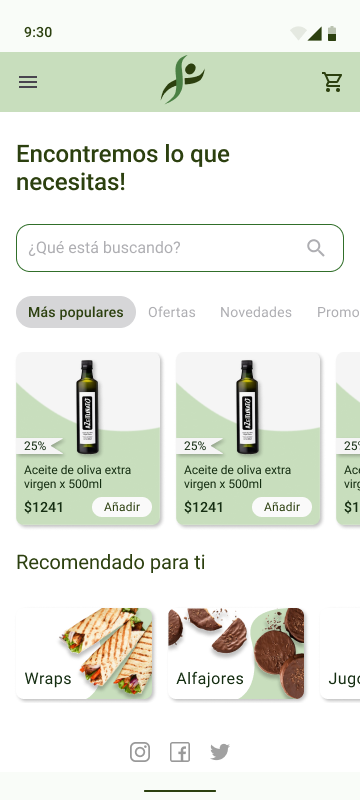 9:30
Encontremos lo que
necesitas!
¿Qué está buscando?
Más populares Ofertas Novedades Promo
25% 25% 25%
Aceite de oliva extra
virgen x 500ml
$1241 Añadir
Aceite de oliva extra
virgen x 500ml
$1241 Añadir
Ace
virg
$1
Recomendado para ti
Wraps Alfajores Jugo